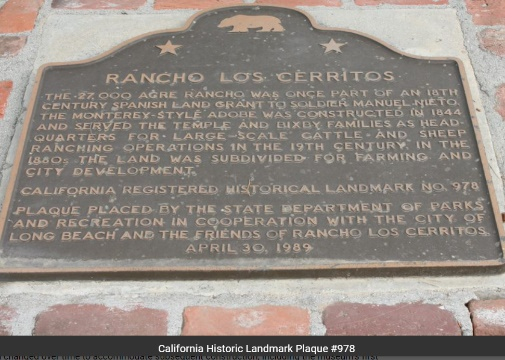 RANCHO LOS CERRITOS
THE 27,000 ACRE RANCHO WAS ONCE PART OF AN 18TH
CENTURY SPANISH LAND GRANT TO SOLDIER MANUEL NIETO.
THE MONTEREY-STYLE ADOBE WAS CONSTRUCTED IN 1844
AND SERVED THE TEMPLE AND BIXBY FAMILIES AS HEAD-
QUARTERS FOR LARGE SCALE CATTLE AND SHEEP
RANCHING OPERATIONS IN THE 19TH CENTURY. IN THE
1880s THE LAND WAS SUBDIVIDED FOR FARMING AND
CITY DEVELOPMENT.
CALIFORNIA REGISTERED HISTORICAL LANDMARK NO. 978
PLAQUE PLACED BY THE STATE DEPARTMENT OF PARKS
AND RECREATION IN COOPERATION WITH THE CITY OF
LONG BEACH AND THE FRIENDS OF RANCHO LOS CERRITOS,
APRIL 30, 1989
California Historic Landmark Plaque #978